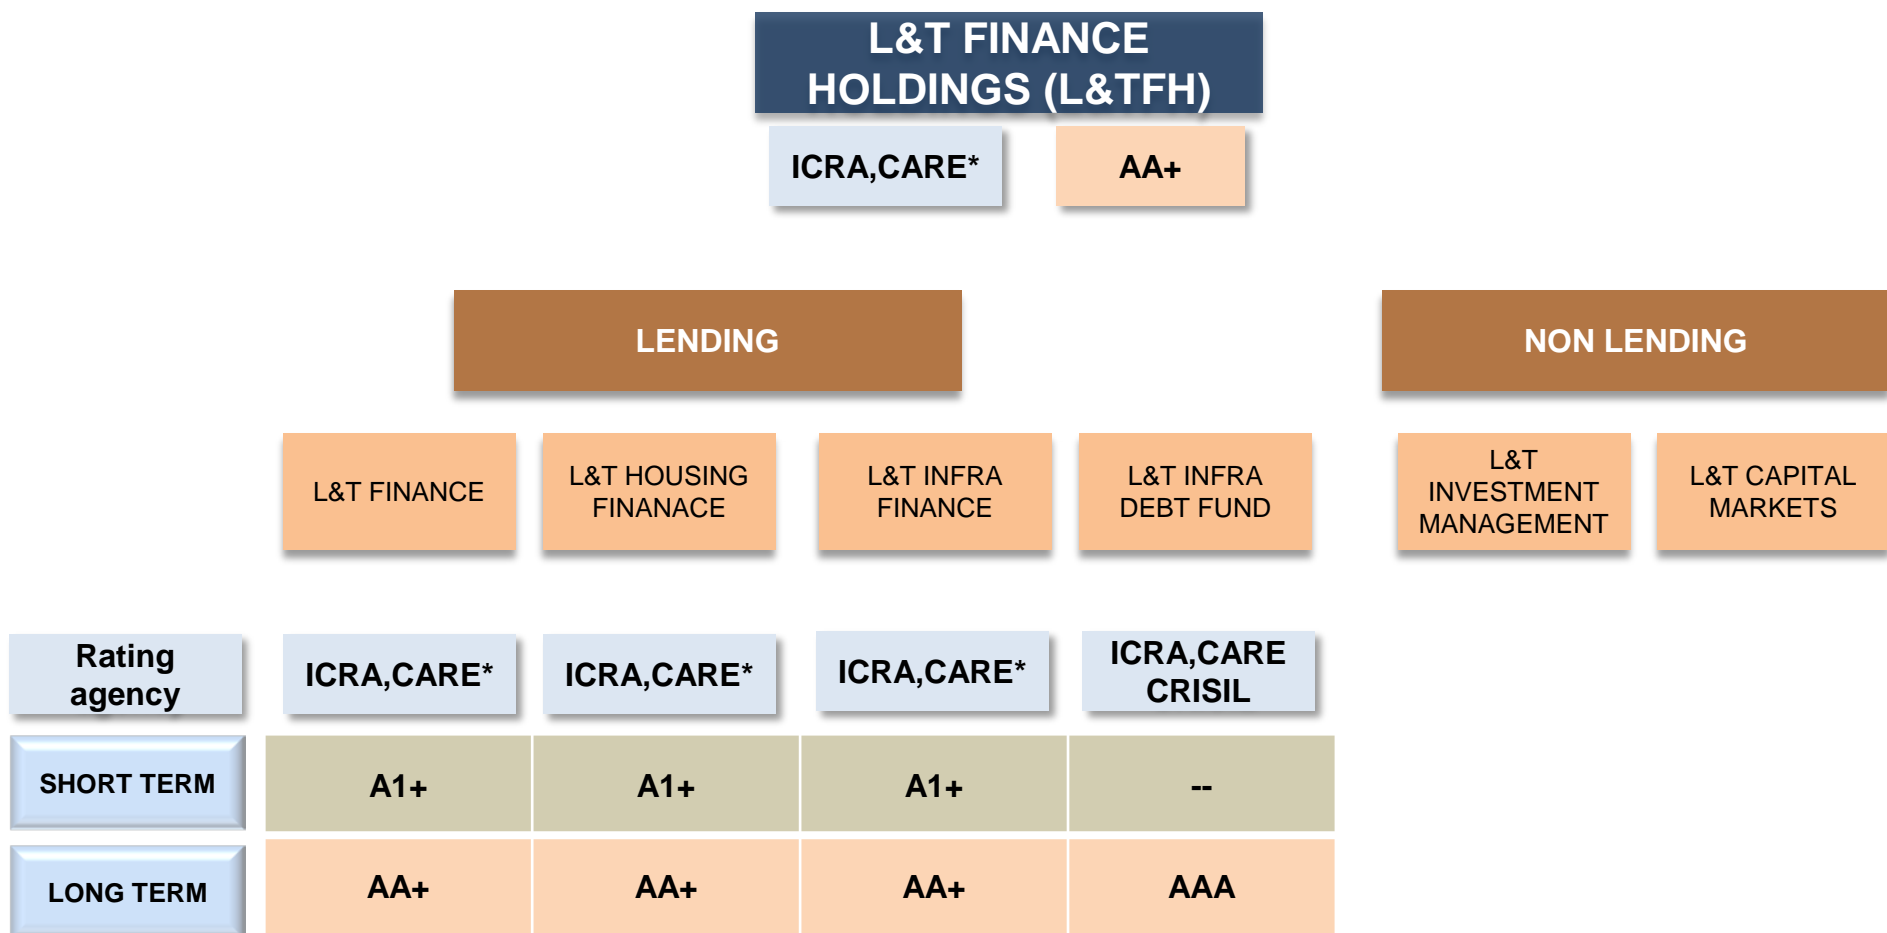 L&T FINANCE
HOLDINGS (L&TFH)
ICRA,CARE*
AA+
LENDING
NON LENDING
L&T FINANCE
L&T HOUSING
FINANACE
L&T INFRA
FINANCE
L&T INFRA
DEBT FUND
L&T
INVESTMENT
MANAGEMENT
L&T CAPITAL
MARKETS
Rating
agency
ICRA,CARE*
ICRA,CARE*
ICRA,CARE*
ICRA,CARE
CRISIL
SHORT TERM
A1+
A1+
A1+
--
LONG TERM
AA+
AA+
AA+
AAA